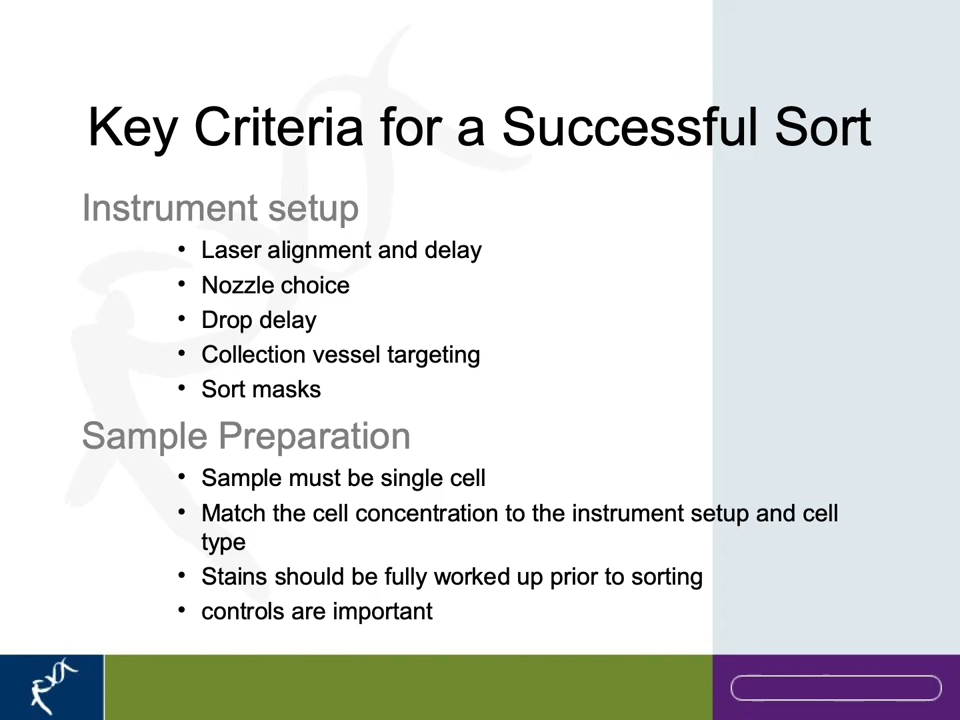 Key Criteria for a Successful Sort
Instrument setup
• Laser alignment and delay
• Nozzle choice
• Drop delay
• Collection vessel targeting
• Sort masks
Sample Preparation
• Sample must be single cell
• Match the cell concentration to the instrument setup and cell
type
• Stains should be fully worked up prior to sorting
• controls are important